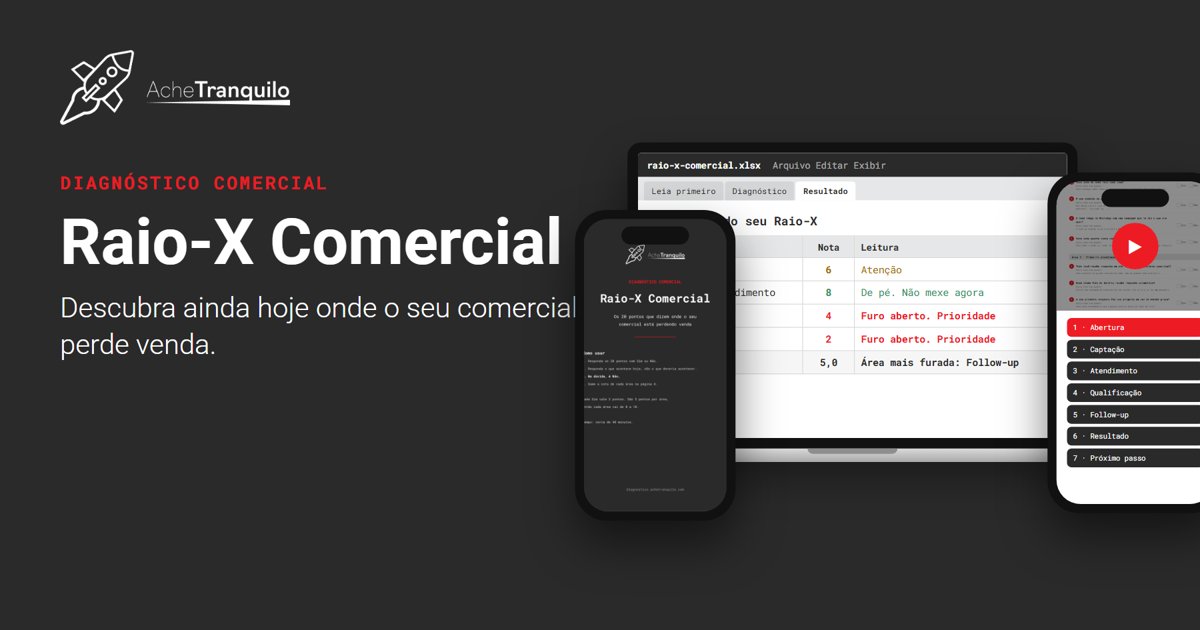 AcheTranquilo
DIAGNÓSTICO COMERCIAL
Raio-X Comercial
Descubra ainda hoje onde o seu comercial
perde venda.
raio-x-comercial.xlsx Arquivo Editar Exibir
Leia primeiro Diagnóstico Resultado
do seu Raio-X
Nota Leitura
6 Atenção
dimento 8 De pé. Não mexe agora
4 Furo aberto. Prioridade
2 Furo aberto. Prioridade
5,0 Área mais furada: Follow-up
AcheTranquilo
DIAGNÓSTICO COMERCIAL
Raio-X Comercial
Os 20 pontos que dizem onde o seu
comercial está perdendo venda
Como usar
1 · Abertura
2 · Captação
3 · Atendimento
4 · Qualificação
5 · Follow-up
6 · Resultado
7 · Próximo passo